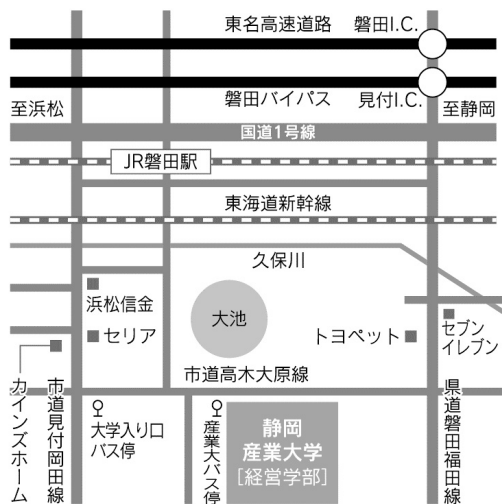 東名高速道路
磐田I.C.
磐田バイパス
見付I.C.
至浜松
至静岡
国道1号線
JR磐田駅
東海道新幹線
久保川
浜松信金
大池
セリア
トヨペット
セブン
イレブン
市道高木大原線
カインズホーム
市道見付岡田線
大学入り口
バス停
産業大バス停
静岡
産業大学
[経営学部]
県道磐田福田線